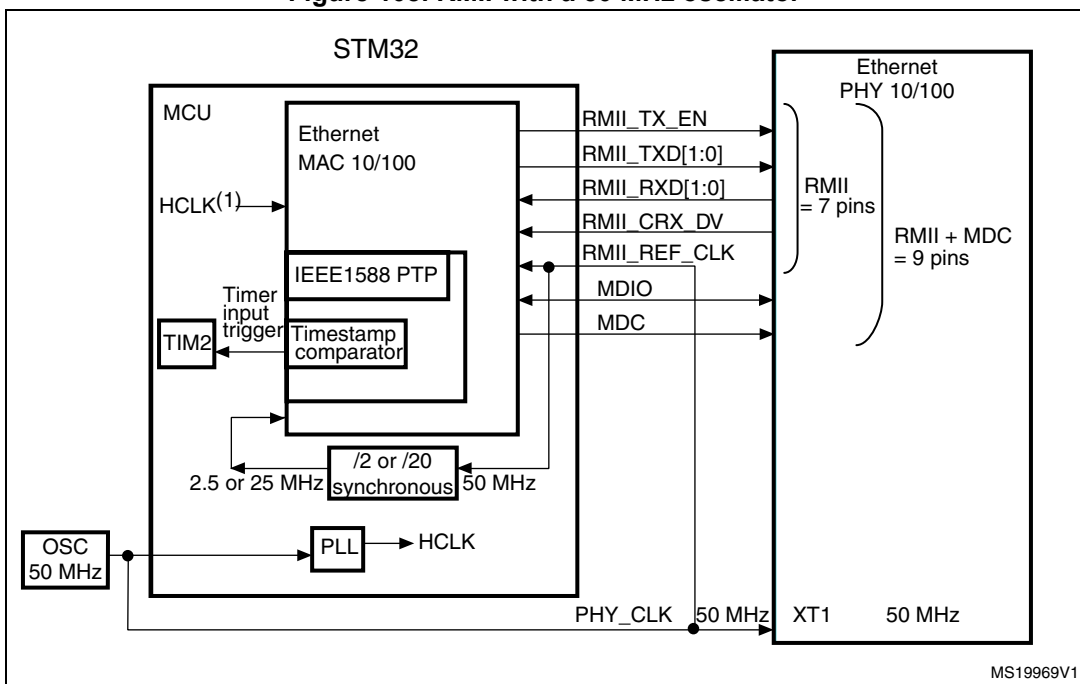 STM32
Ethernet
PHY 10/100
MCU
Ethernet
MAC 10/100
HCLK(1)
RMII_TX_EN
RMII_TXD[1:0]
RMII_RXD[1:0]
RMII_CRX_DV
RMII_REF_CLK
MDIO
MDC
RMII
= 7 pins
RMII + MDC
= 9 pins
IEEE1588 PTP
Timer
input
trigger
TIM2
Timestamp
comparator
/2 or /20
synchronous
2.5 or 25 MHz
50 MHz
OSC
50 MHz
PLL
HCLK
PHY_CLK
50 MHz
XT1
50 MHz
MS19969V1